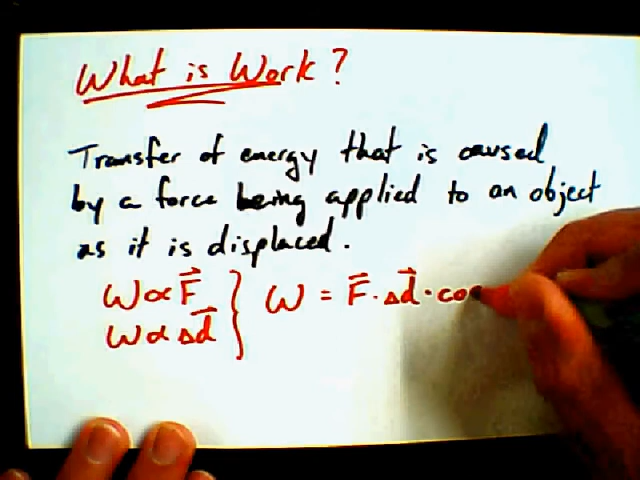 What is Work?
Transfer of energy that is caused
by a force being applied to an object
as it is displaced.
W ∝ F⃗ } W = F⃗ · Δd⃗ · co
W ∝ Δd⃗